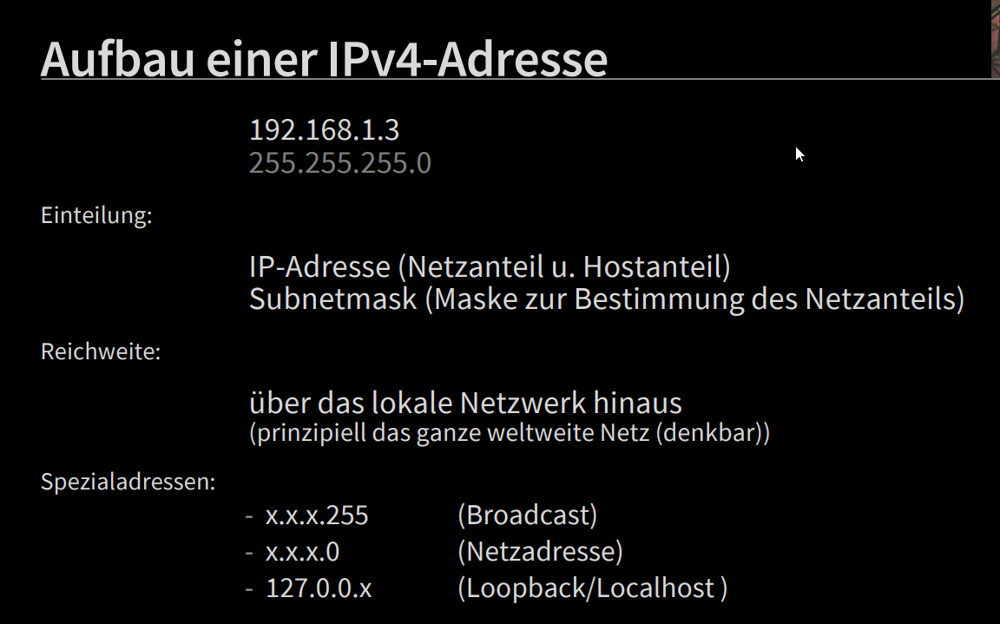 Aufbau einer IPv4-Adresse
192.168.1.3
255.255.255.0
Einteilung:
IP-Adresse (Netzanteil u. Hostanteil)
Subnetmask (Maske zur Bestimmung des Netzanteils)
Reichweite:
über das lokale Netzwerk hinaus
(prinzipiell das ganze weltweite Netz (denkbar))
Spezialadressen:
- x.x.x.255 (Broadcast)
- x.x.x.0 (Netzadresse)
- 127.0.0.x (Loopback/Localhost )